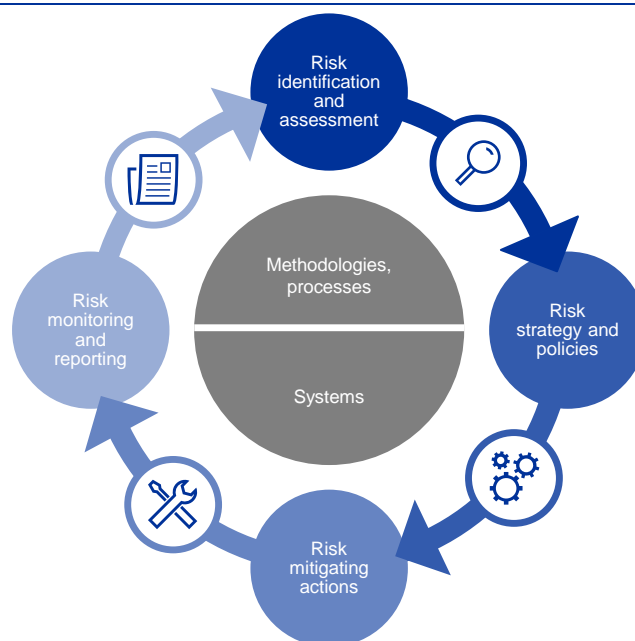 Risk
identification
and
assessment
Methodologies,
processes
Risk
monitoring
and
reporting
Risk
strategy and
policies
Systems
Risk
mitigating
actions